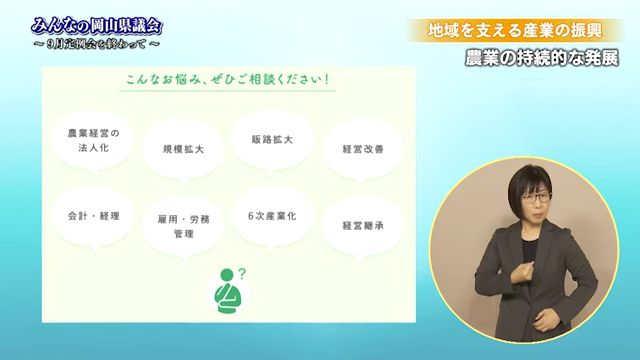 みんなの岡山県議会
～9月定例会を終わって～
地域を支える産業の振興
農業の持続的な発展
こんなお悩み、ぜひご相談ください！
農業経営の
法人化
規模拡大
販路拡大
経営改善
会計・経理
雇用・労務
管理
6次産業化
経営継承
?